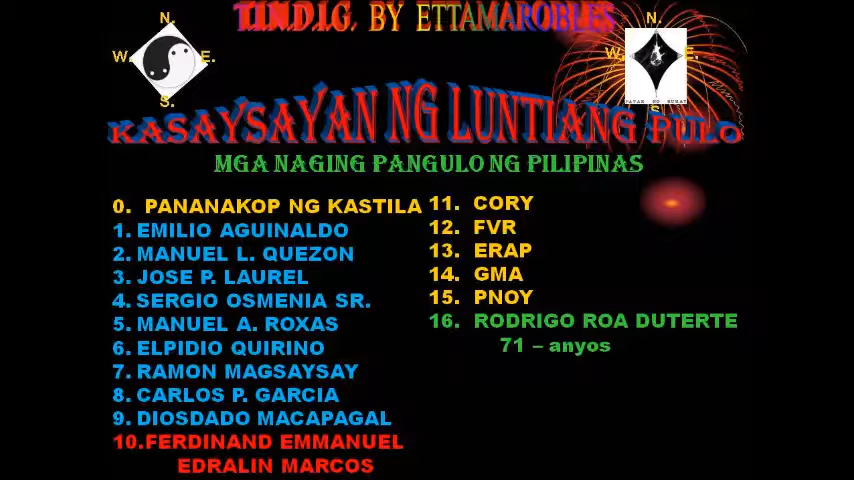 T.I.N.D.I.G. BY ETTAMAROBLES
N.
W. E.
S.
N.
W. E.
S
KASAYSAYAN NG LUNTIANG PULO
MGA NAGING PANGULO NG PILIPINAS
0. PANANAKOP NG KASTILA
1. EMILIO AGUINALDO
2. MANUEL L. QUEZON
3. JOSE P. LAUREL
4. SERGIO OSMENIA SR.
5. MANUEL A. ROXAS
6. ELPIDIO QUIRINO
7. RAMON MAGSAYSAY
8. CARLOS P. GARCIA
9. DIOSDADO MACAPAGAL
10.FERDINAND EMMANUEL
EDRALIN MARCOS
11. CORY
12. FVR
13. ERAP
14. GMA
15. PNOY
16. RODRIGO ROA DUTERTE
71 – anyos